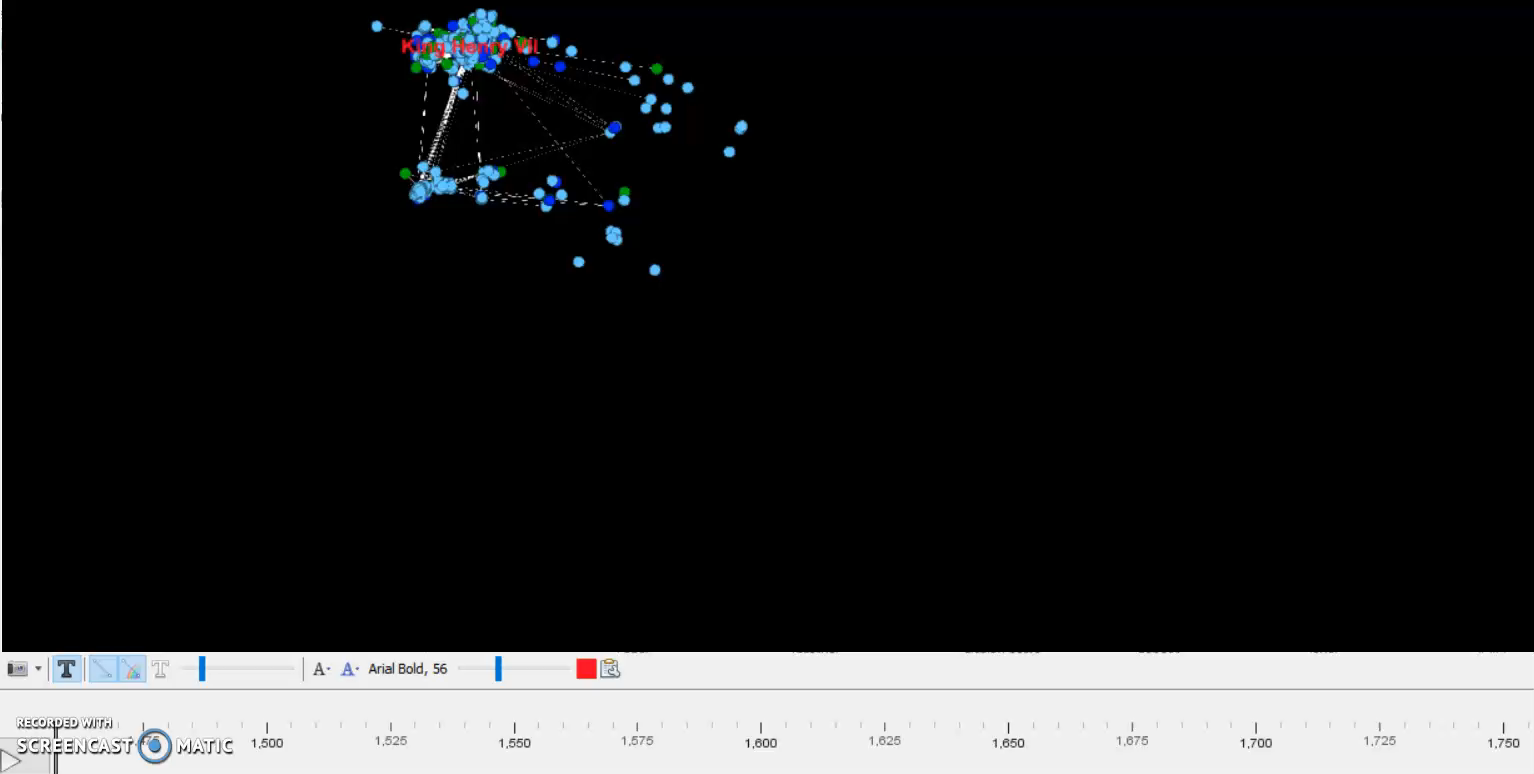 King Henry VII
Arial Bold, 56
RECORDED WITH
SCREENCAST MATIC
1,500 1,525 1,550 1,575 1,600 1,625 1,650 1,675 1,700 1,725 1,750